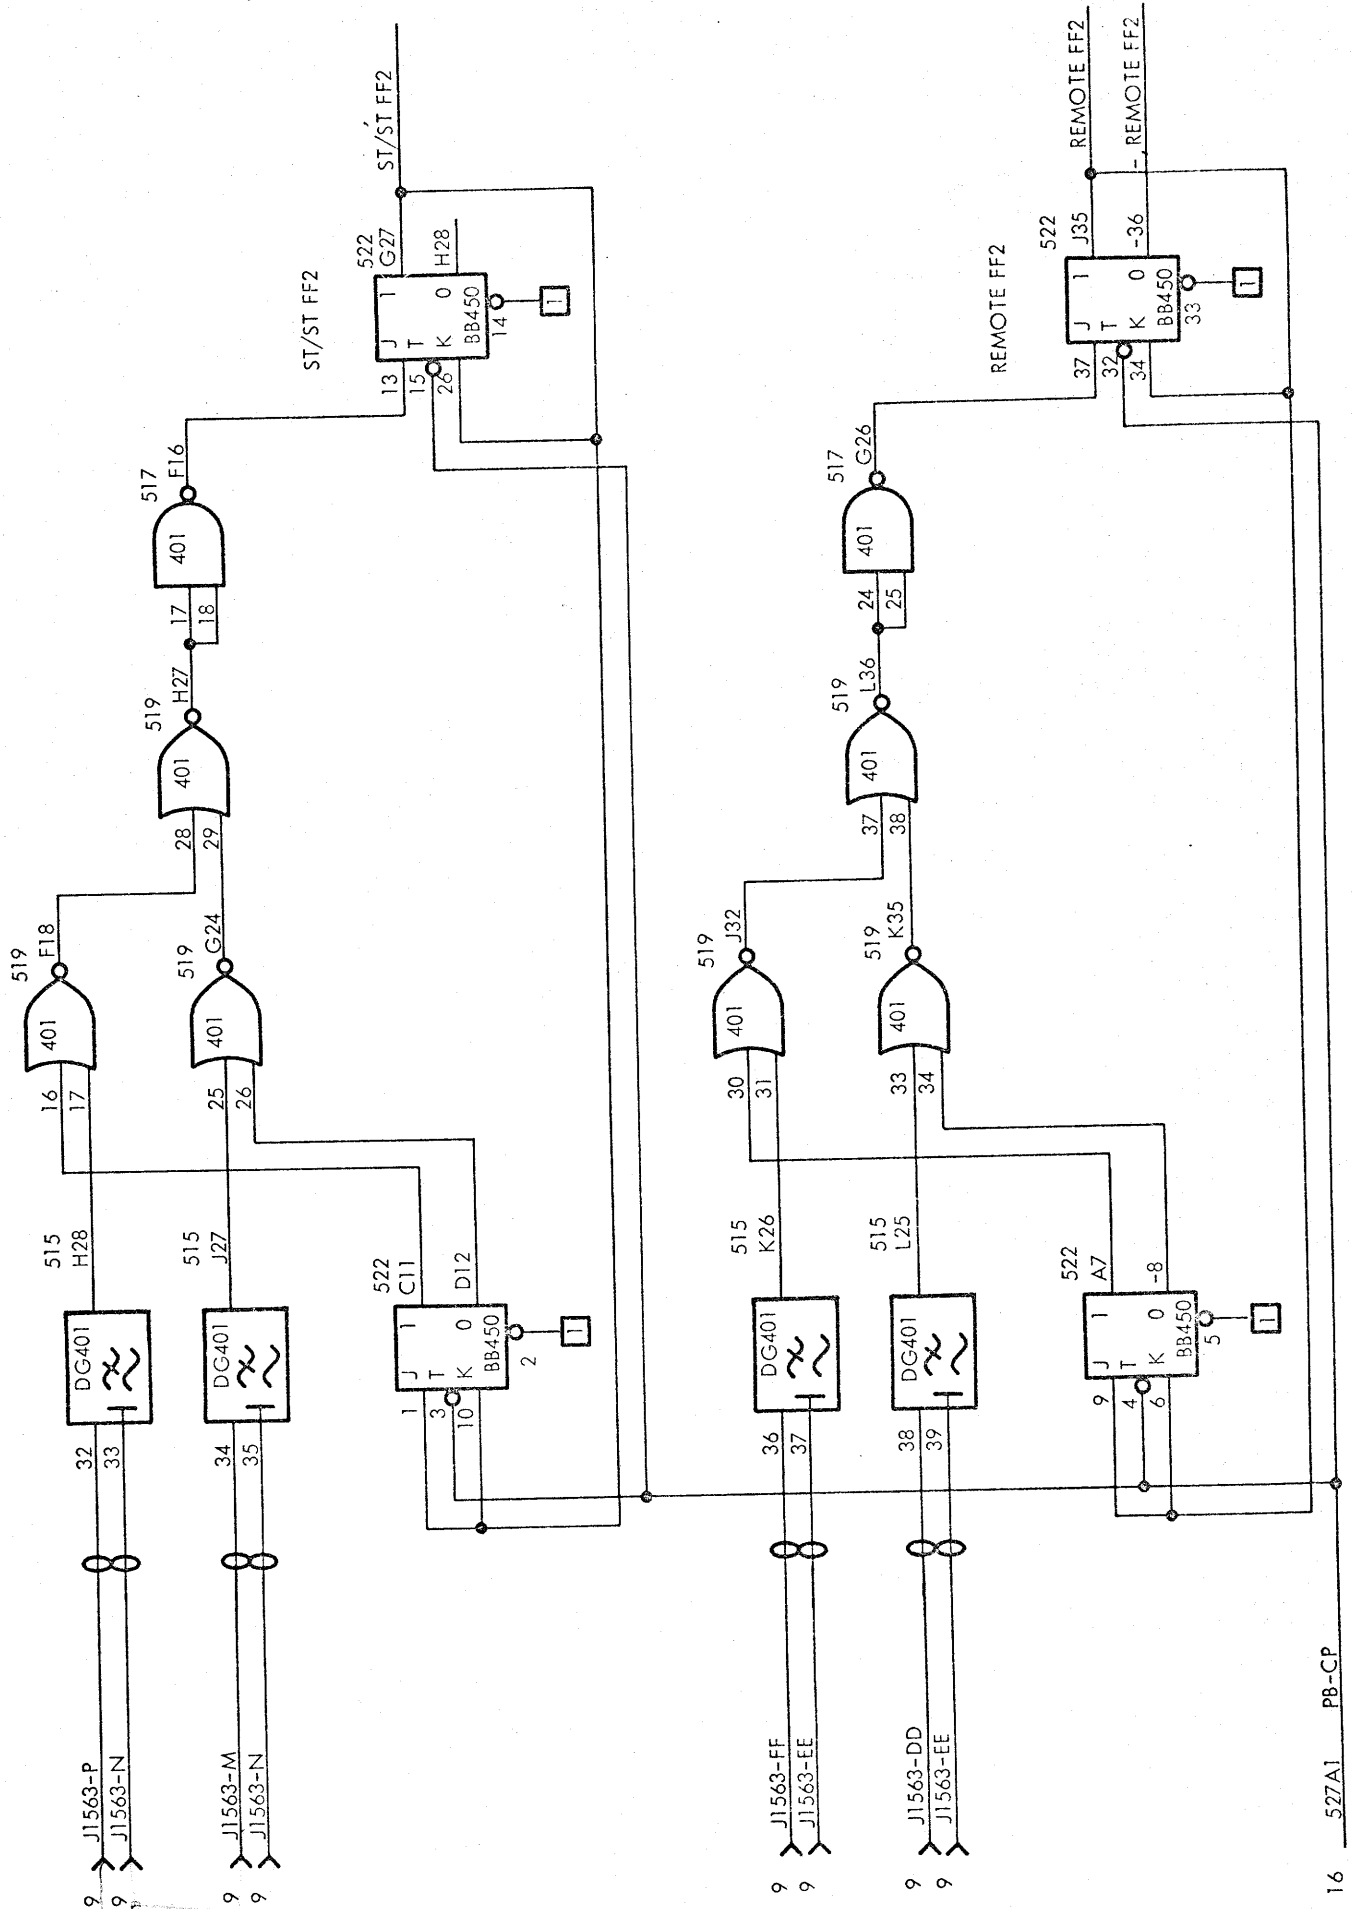 9 J1563-P
9 J1563-N
32
33
DG401
515
H28
16
17
401
519
F18
9 J1563-M
9 J1563-N
34
35
DG401
515
J27
25
26
401
519
G24
28
29
401
519
H27
17
18
401
517
F16
1
3
10
J
T
K
1
0
BB450
522
C11
D12
2
1
ST/ST FF2
13
15
26
J
T
K
1
0
BB450
522
G27
H28
14
1
ST/ST FF2
9 J1563-FF
9 J1563-EE
36
37
DG401
515
K26
30
31
401
519
J32
9 J1563-DD
9 J1563-EE
38
39
DG401
515
L25
33
34
401
519
K35
37
38
401
519
L36
24
25
401
517
G26
9
4
6
J
T
K
1
0
BB450
522
A7
-8
5
1
REMOTE FF2
37
32
34
J
T
K
1
0
BB450
522
J35
-36
33
1
REMOTE FF2
- REMOTE FF2
16 527A1 PB-CP